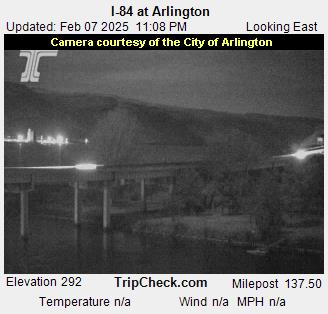 I-84 at Arlington
Updated: Feb 07 2025 11:08 PM Looking East
Camera courtesy of the City of Arlington
Elevation 292 TripCheck.com Milepost 137.50
Temperature n/a Wind n/a MPH n/a